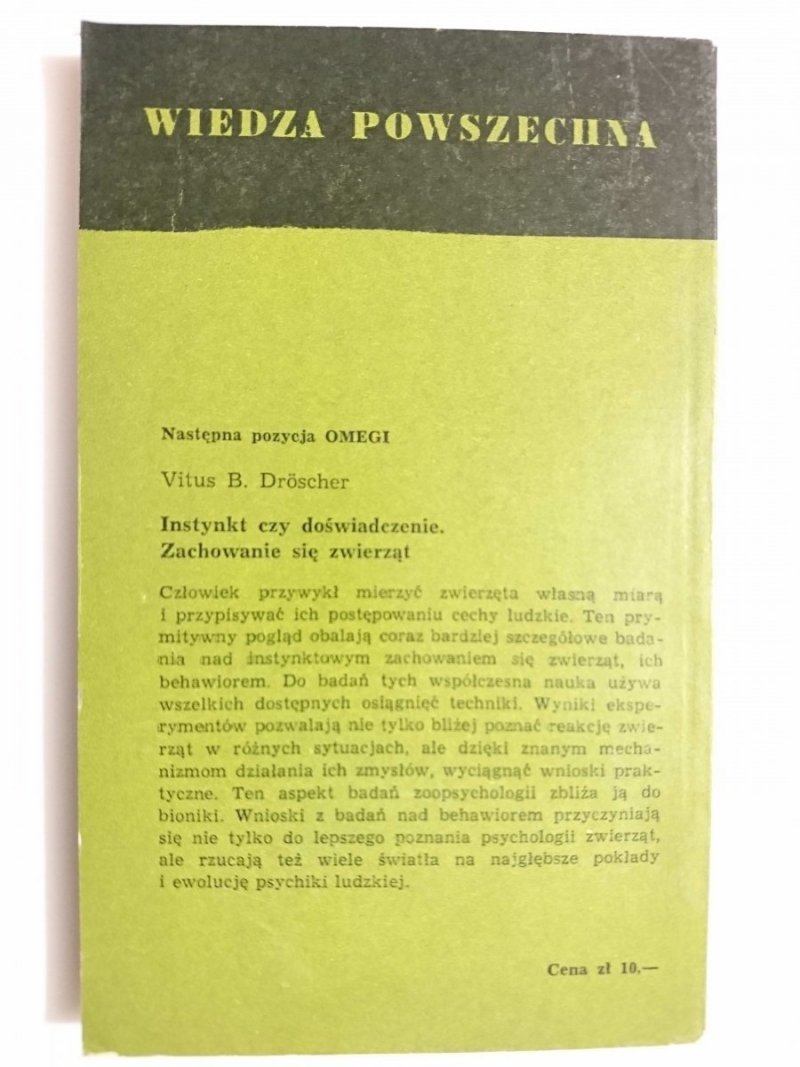 WIEDZA POWSZECHNA
Następna pozycja OMEGI
Vitus B. Dröscher
Instynkt czy doświadczenie.
Zachowanie się zwierząt
Człowiek przywykł mierzyć zwierzęta własną miarą
i przypisywać ich postępowaniu cechy ludzkie. Ten pry-
mitywny pogląd obalają coraz bardziej szczegółowe bada-
nia nad instynktowym zachowaniem się zwierząt, ich
behawiorem. Do badań tych współczesna nauka używa
wszelkich dostępnych osiągnięć techniki. Wyniki ekspe-
rymentów pozwalają nie tylko bliżej poznać reakcję zwie-
rząt w różnych sytuacjach, ale dzięki znanym mecha-
nizmom działania ich zmysłów, wyciągnąć wnioski prak-
tyczne. Ten aspekt badań zoopsychologii zbliża ją do
bioniki. Wnioski z badań nad behawiorem przyczyniają
się nie tylko do lepszego poznania psychologii zwierząt,
ale rzucają też wiele światła na najgłębsze pokłady
i ewolucję psychiki ludzkiej.
Cena zł 10,—